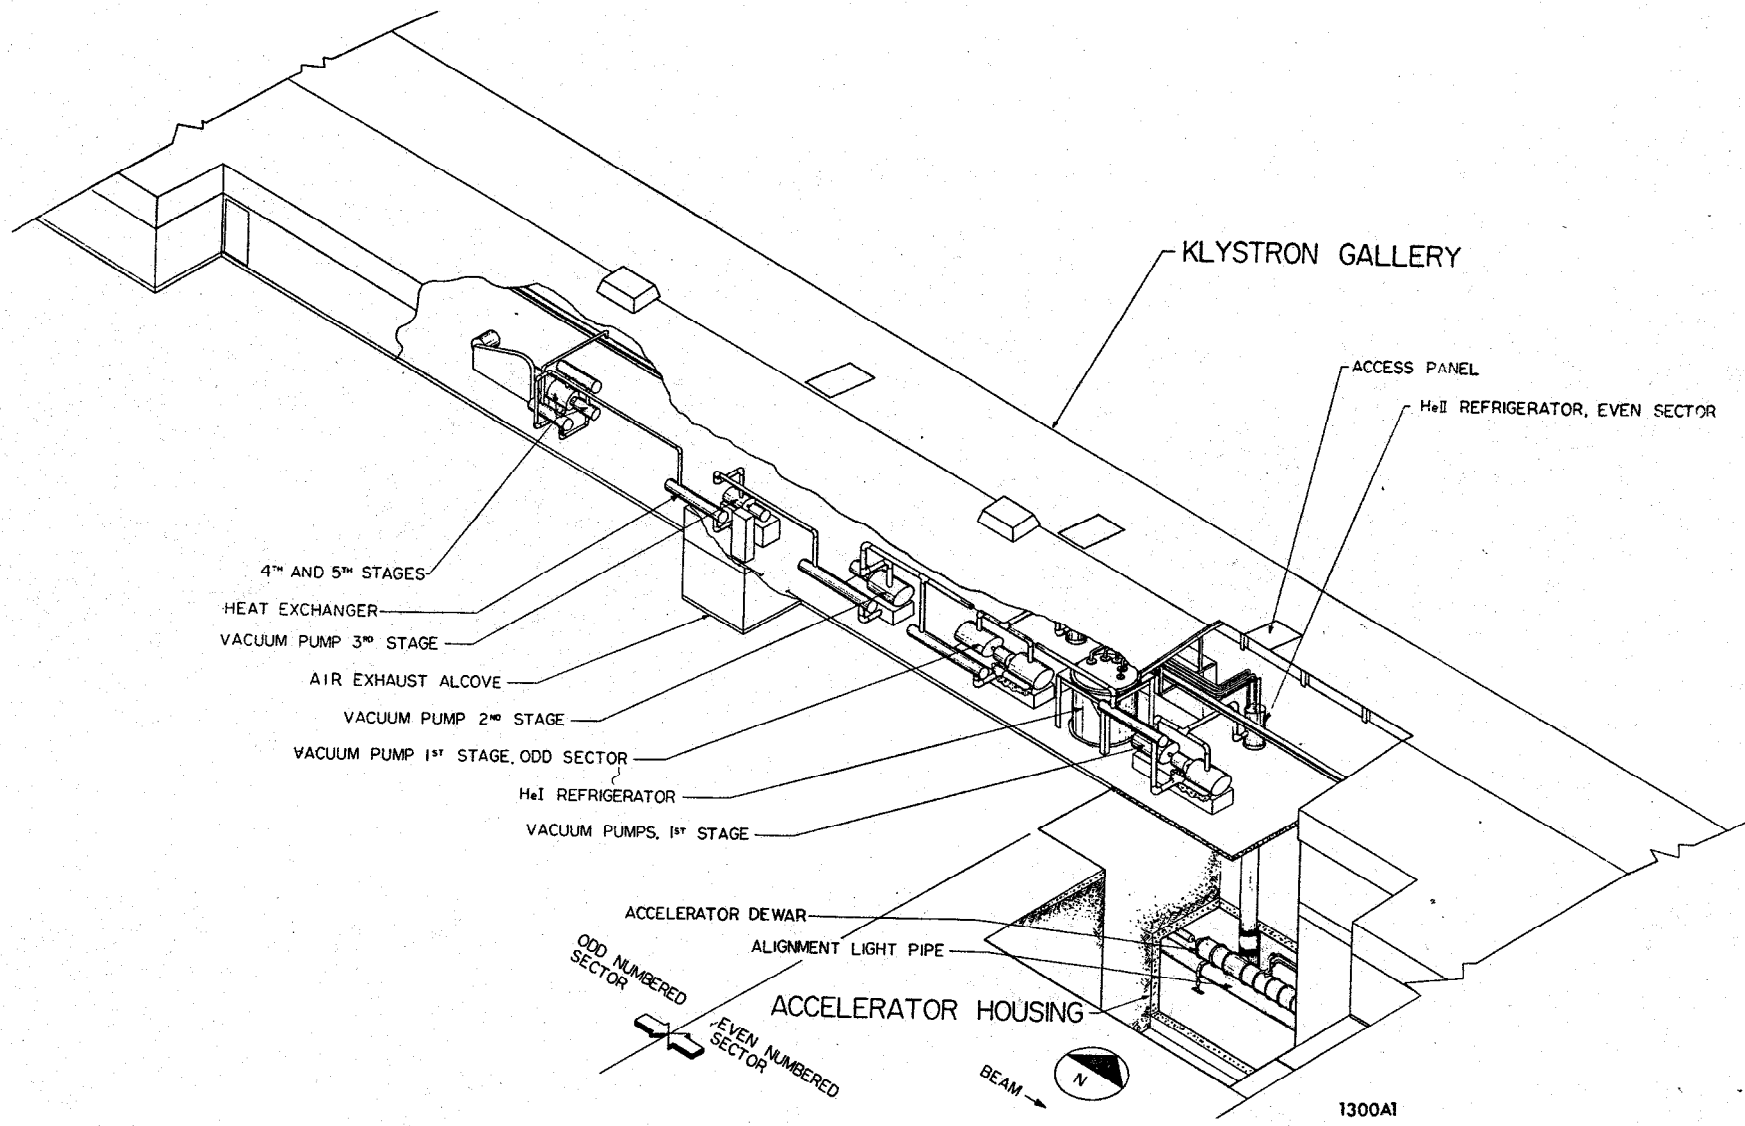 KLYSTRON GALLERY
ACCESS PANEL
HeII REFRIGERATOR, EVEN SECTOR
4TH AND 5TH STAGES
HEAT EXCHANGER
VACUUM PUMP 3RD STAGE
AIR EXHAUST ALCOVE
VACUUM PUMP 2ND STAGE
VACUUM PUMP 1ST STAGE, ODD SECTOR
HeI REFRIGERATOR
VACUUM PUMPS, 1ST STAGE
ACCELERATOR DEWAR
ALIGNMENT LIGHT PIPE
ACCELERATOR HOUSING
ODD NUMBERED
SECTOR
EVEN NUMBERED
SECTOR
BEAM
N
1300A1